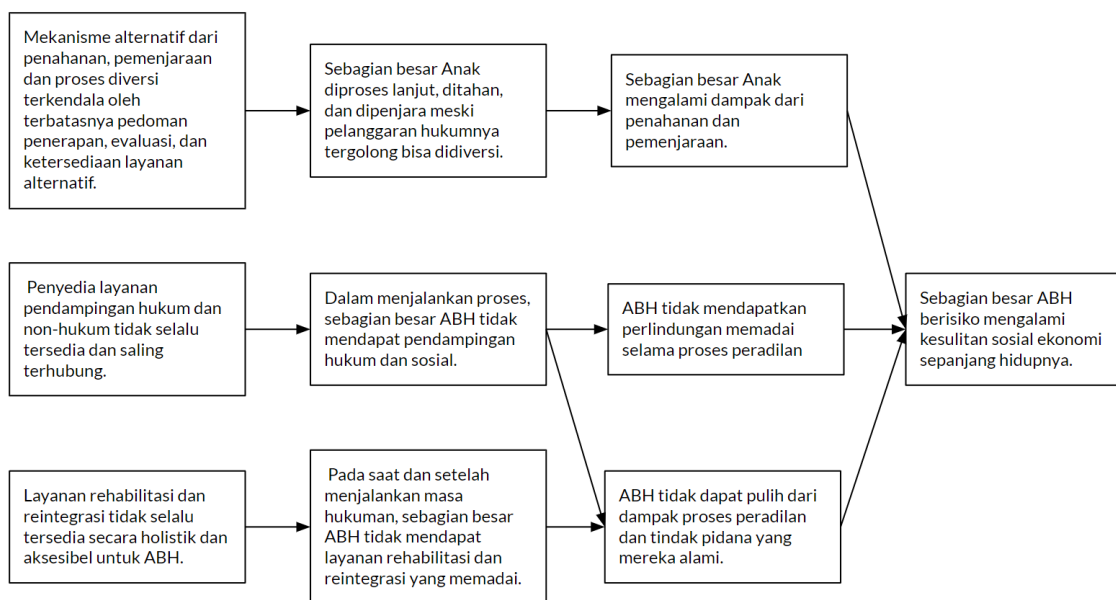 Mekanisme alternatif dari
penahanan, pemenjaraan
dan proses diversi
terkendala oleh
terbatasnya pedoman
penerapan, evaluasi, dan
ketersediaan layanan
alternatif.
Sebagian besar Anak
diproses lanjut, ditahan,
dan dipenjara meski
pelanggaran hukumnya
tergolong bisa didiversi.
Sebagian besar Anak
mengalami dampak dari
penahanan dan
pemenjaraan.
Penyedia layanan
pendampingan hukum dan
non-hukum tidak selalu
tersedia dan saling
terhubung.
Dalam menjalankan proses,
sebagian besar ABH tidak
mendapat pendampingan
hukum dan sosial.
ABH tidak mendapatkan
perlindungan memadai
selama proses peradilan
Sebagian besar ABH
berisiko mengalami
kesulitan sosial ekonomi
sepanjang hidupnya.
Layanan rehabilitasi dan
reintegrasi tidak selalu
tersedia secara holistik dan
aksesibel untuk ABH.
Pada saat dan setelah
menjalankan masa
hukuman, sebagian besar
ABH tidak mendapat
layanan rehabilitasi dan
reintegrasi yang memadai.
ABH tidak dapat pulih dari
dampak proses peradilan
dan tindak pidana yang
mereka alami.